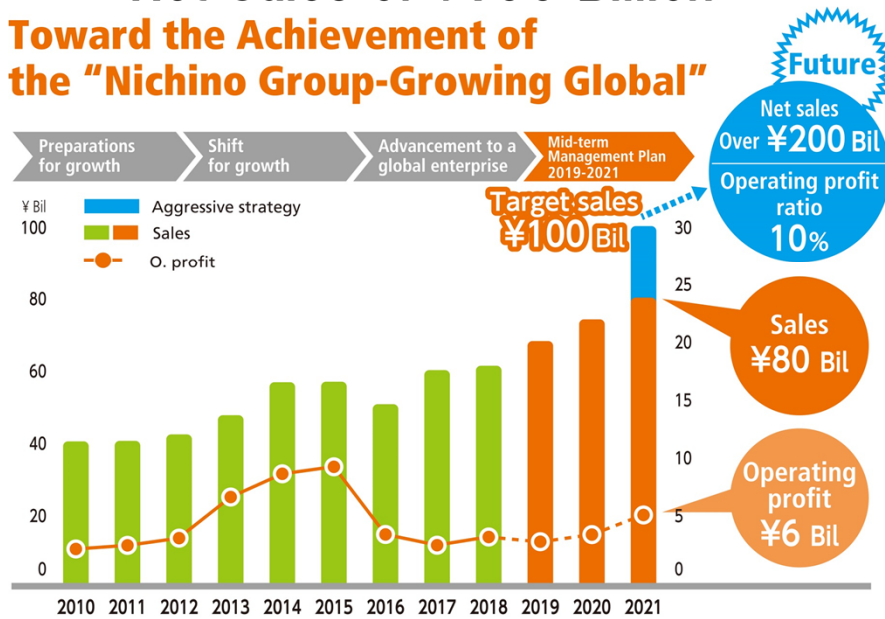 Toward the Achievement of
the “Nichino Group-Growing Global”
Future
Net sales
Over ¥200 Bil
Operating profit
ratio
10%
Preparations
for growth
Shift
for growth
Advancement to a
global enterprise
Mid-term
Management Plan
2019-2021
¥ Bil
Aggressive strategy
Sales
O. profit
Target sales
¥100 Bil
100
80
60
40
20
0
30
25
20
15
10
5
0
Sales
¥80 Bil
Operating
profit
¥6 Bil
2010 2011 2012 2013 2014 2015 2016 2017 2018 2019 2020 2021